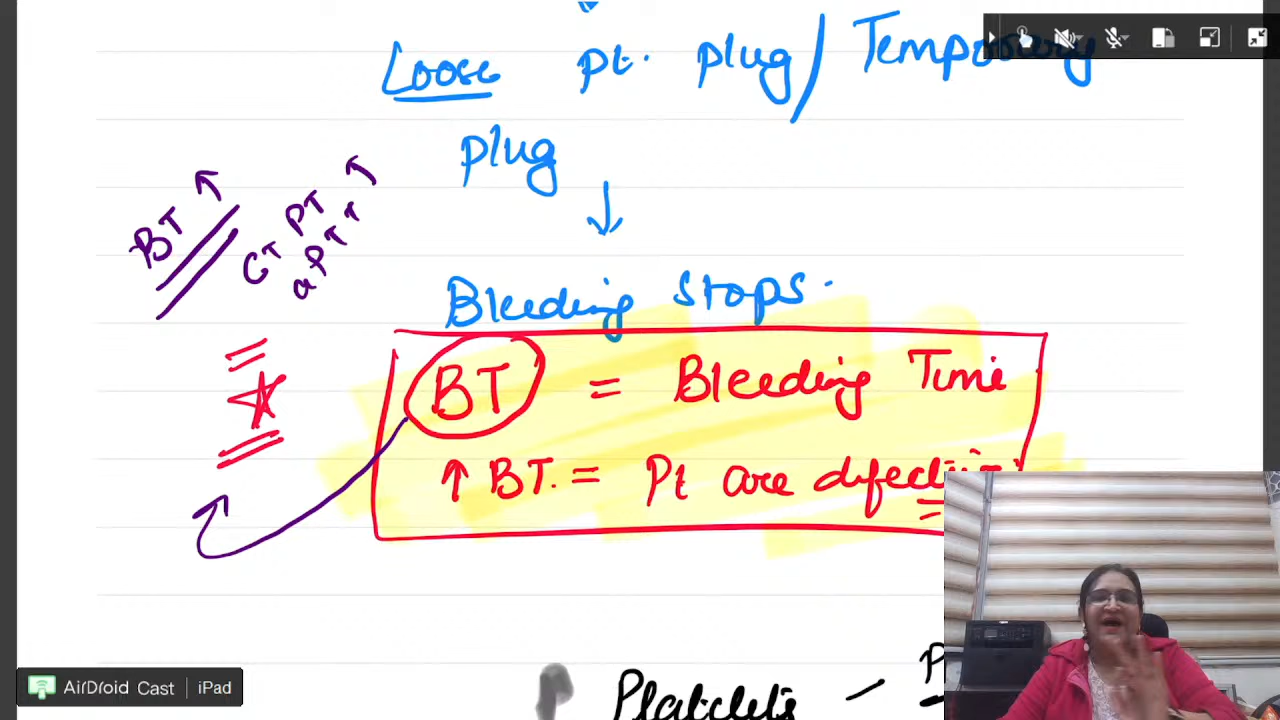 Loose pt. plug / Temporary
plug
↓
BT ↑
CT PT ↑
aPTT
Bleeding Stops.
BT = Bleeding Time
↑ BT. = Pt are
Platelets –
AirDroid Cast | iPad